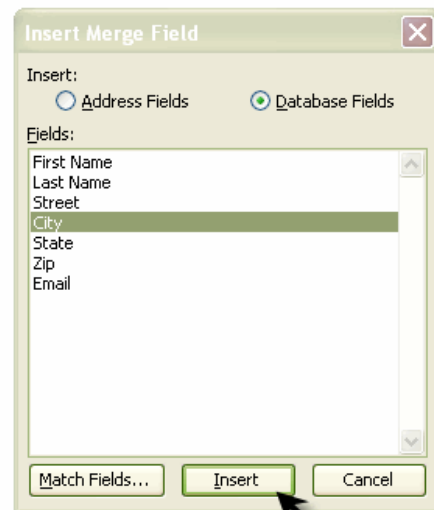 Insert Merge Field
Insert:
Address Fields Database Fields
Fields:
First Name
Last Name
Street
City
State
Zip
Email
Match Fields... Insert Cancel